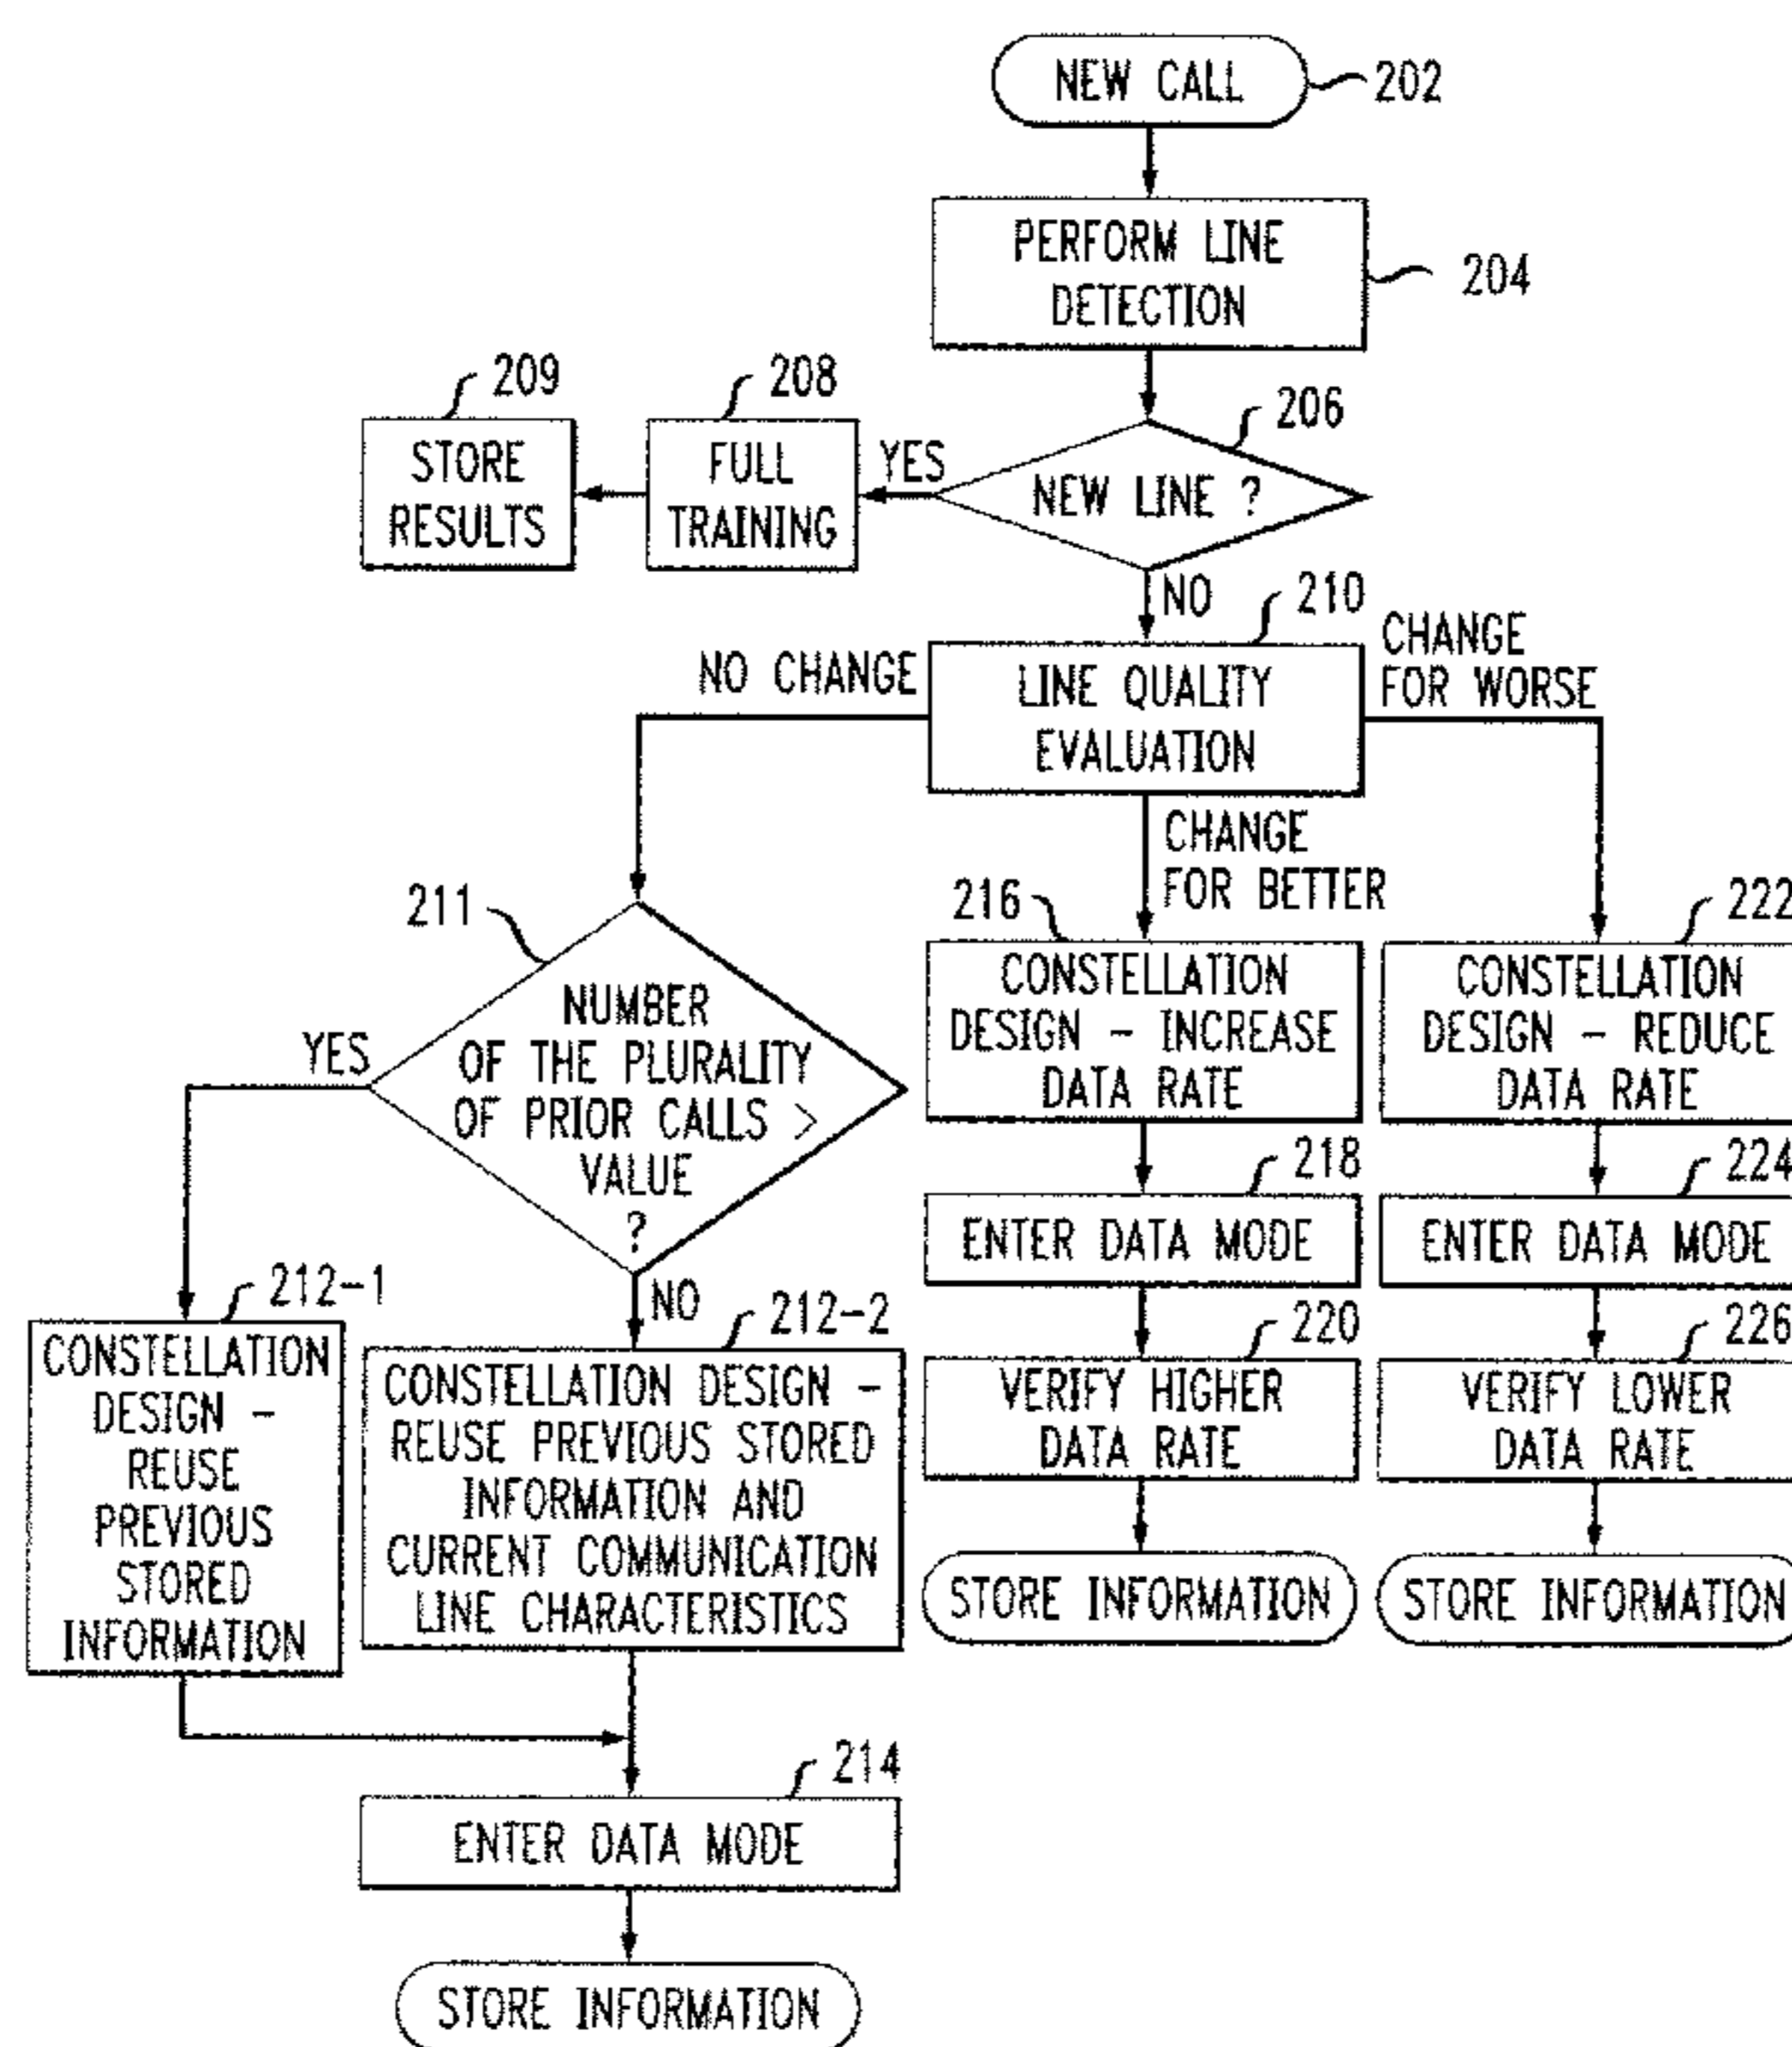 NEW CALL
202
PERFORM LINE
DETECTION
204
209
208
206
STORE
RESULTS
FULL
TRAINING
YES
NEW LINE ?
NO
210
NO CHANGE
LINE QUALITY
EVALUATION
CHANGE
FOR WORSE
CHANGE
FOR BETTER
211
216
222
NUMBER
OF THE PLURALITY
OF PRIOR CALLS >
VALUE
?
YES
NO
CONSTELLATION
DESIGN - INCREASE
DATA RATE
CONSTELLATION
DESIGN - REDUCE
DATA RATE
218
224
ENTER DATA MODE
ENTER DATA MODE
212-1
212-2
220
226
CONSTELLATION
DESIGN -
REUSE
PREVIOUS
STORED
INFORMATION
CONSTELLATION DESIGN -
REUSE PREVIOUS STORED
INFORMATION AND
CURRENT COMMUNICATION
LINE CHARACTERISTICS
VERIFY HIGHER
DATA RATE
VERIFY LOWER
DATA RATE
STORE INFORMATION
STORE INFORMATION
214
ENTER DATA MODE
STORE INFORMATION